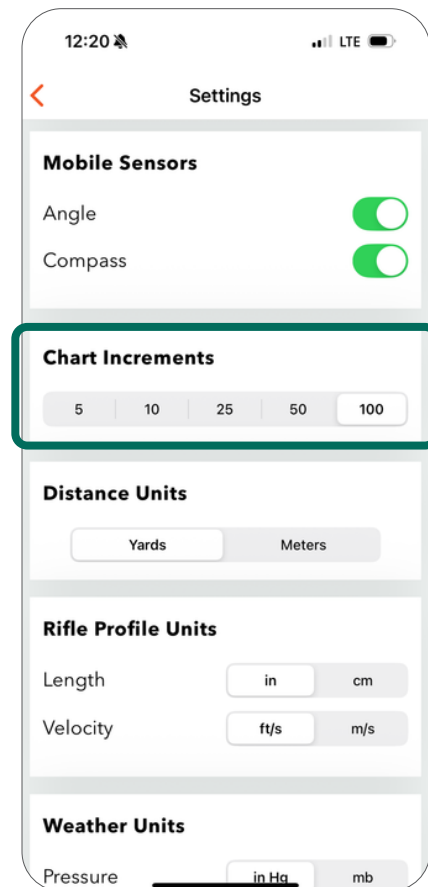 12:20 LTE
Settings
Mobile Sensors
Angle
Compass
Chart Increments
5 10 25 50 100
Distance Units
Yards Meters
Rifle Profile Units
Length in cm
Velocity ft/s m/s
Weather Units
Pressure in Hg mb